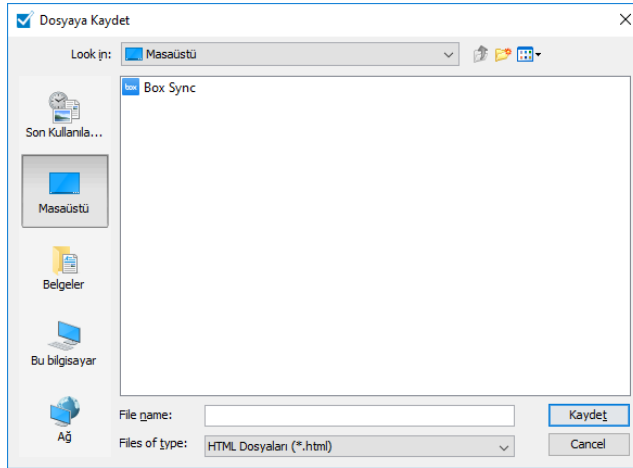 Dosyaya Kaydet
Look in: Masaüstü
box Box Sync
Son Kullanıla...
Masaüstü
Belgeler
Bu bilgisayar
Ağ
File name: Kaydet
Files of type: HTML Dosyaları (*.html) Cancel